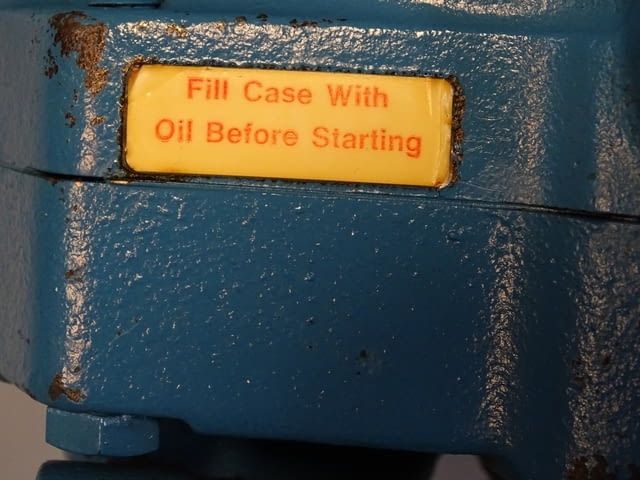 Fill Case With
Oil Before Starting